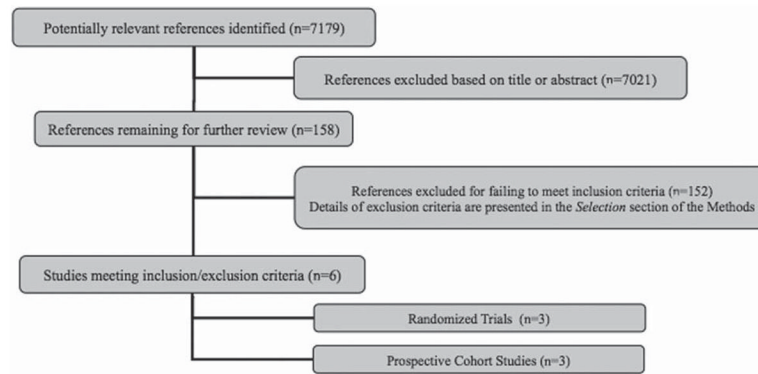 Potentially relevant references identified (n=7179)
References excluded based on title or abstract (n=7021)
References remaining for further review (n=158)
References excluded for failing to meet inclusion criteria (n=152)
Details of exclusion criteria are presented in the Selection section of the Methods
Studies meeting inclusion/exclusion criteria (n=6)
Randomized Trials (n=3)
Prospective Cohort Studies (n=3)